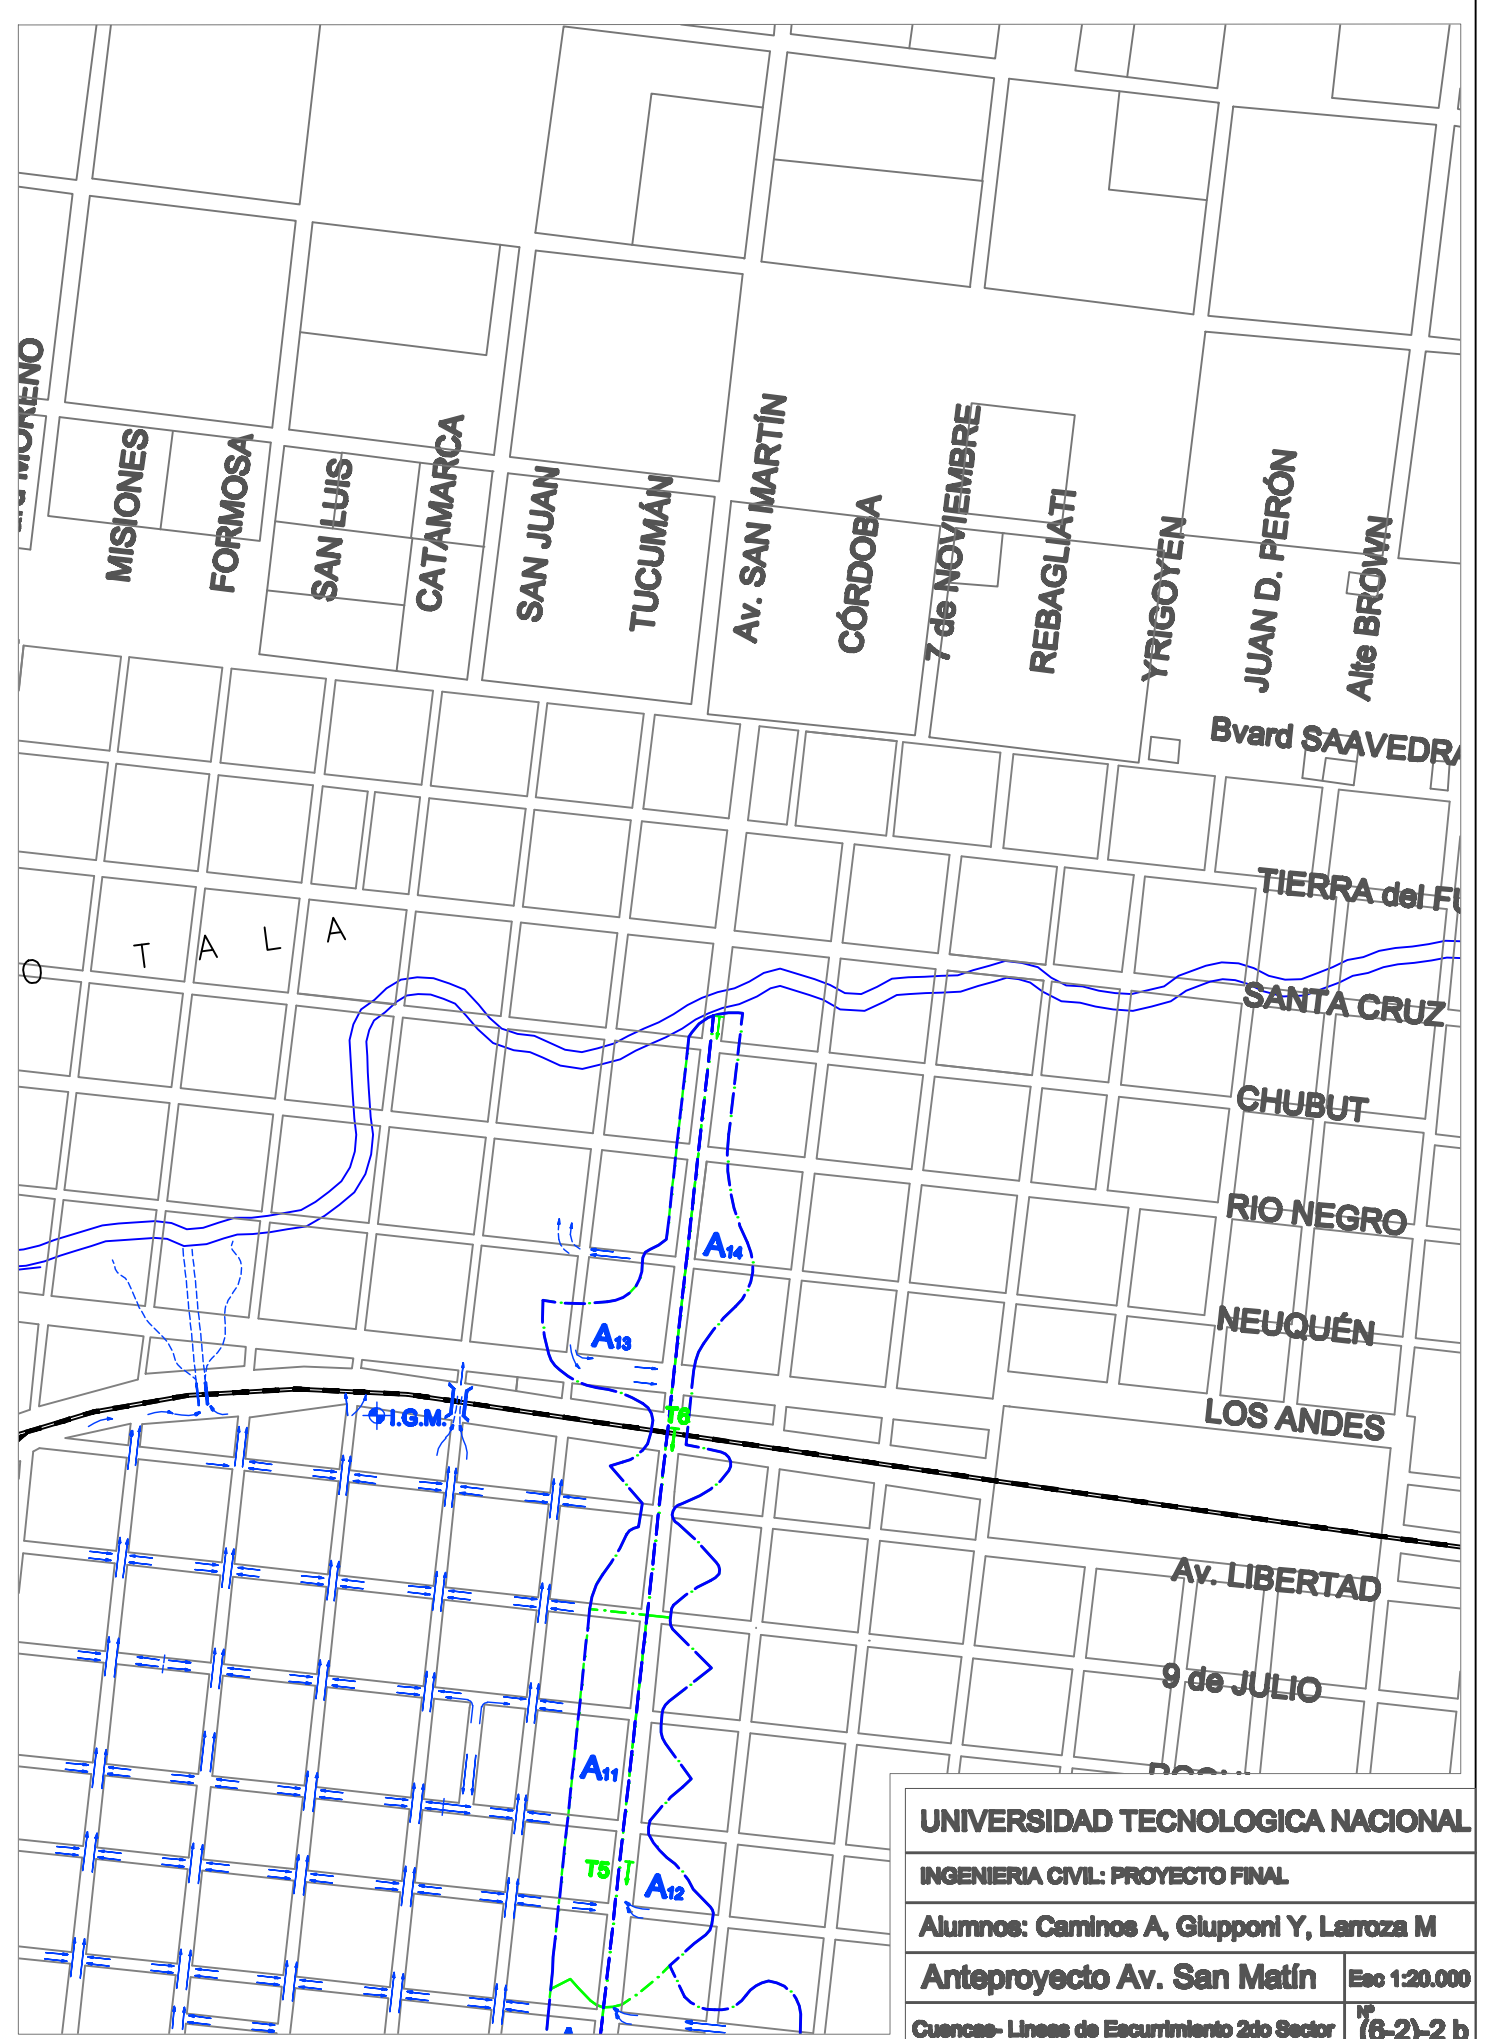 MORENO
MISIONES
FORMOSA
SAN LUIS
CATAMARCA
SAN JUAN
TUCUMÁN
Av. SAN MARTÍN
CÓRDOBA
7 de NOVIEMBRE
REBAGLIATI
YRIGOYEN
JUAN D. PERÓN
Alte BROWN
Bvard SAAVEDRA
TIERRA del FU
O T A L A
SANTA CRUZ
CHUBUT
RIO NEGRO
A14
NEUQUÉN
A13
T6
I.G.M.
LOS ANDES
Av. LIBERTAD
9 de JULIO
A11
T5
A12
UNIVERSIDAD TECNOLOGICA NACIONAL
INGENIERIA CIVIL: PROYECTO FINAL
Alumnos: Caminos A, Giupponi Y, Larroza M
Anteproyecto Av. San Matín
Esc 1:20.000
Cuencas- Lineas de Escurrimiento 2do Sector
Nº
(6-2)-2 b